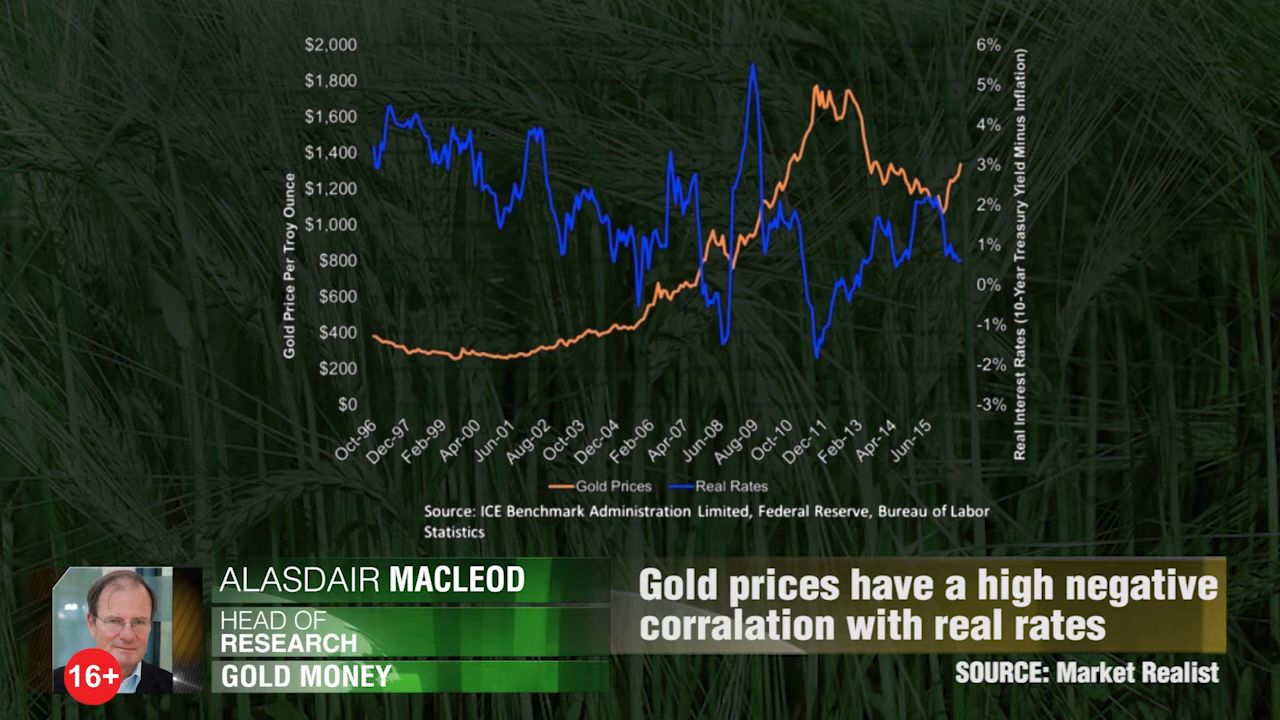 $2,000
$1,800
$1,600
$1,400
$1,200
$1,000
$800
$600
$400
$200
$0
Gold Price Per Troy Ounce
6%
5%
4%
3%
2%
1%
0%
-1%
-2%
-3%
Real Interest Rates (10-Year Treasury Yield Minus Inflation)
Oct-96
Dec-97
Feb-99
Apr-00
Jun-01
Aug-02
Oct-03
Dec-04
Feb-06
Apr-07
Jun-08
Aug-09
Oct-10
Dec-11
Feb-13
Apr-14
Jun-15
Gold Prices
Real Rates
Source: ICE Benchmark Administration Limited, Federal Reserve, Bureau of Labor
Statistics
ALASDAIR MACLEOD
HEAD OF
RESEARCH
GOLD MONEY
16+
Gold prices have a high negative
corralation with real rates
SOURCE: Market Realist